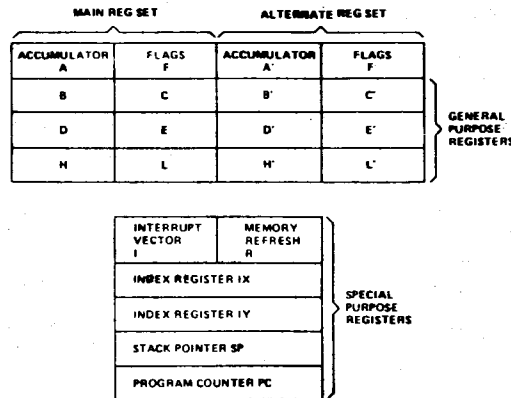 MAIN REG SET
ALTERNATE REG SET
ACCUMULATOR
A
FLAGS
F
ACCUMULATOR
A'
FLAGS
F
B
C
B'
C'
D
E
D'
E'
H
L
H'
L'
GENERAL
PURPOSE
REGISTERS
INTERRUPT
VECTOR
I
MEMORY
REFRESH
R
INDEX REGISTER IX
INDEX REGISTER IY
STACK POINTER SP
PROGRAM COUNTER PC
SPECIAL
PURPOSE
REGISTERS